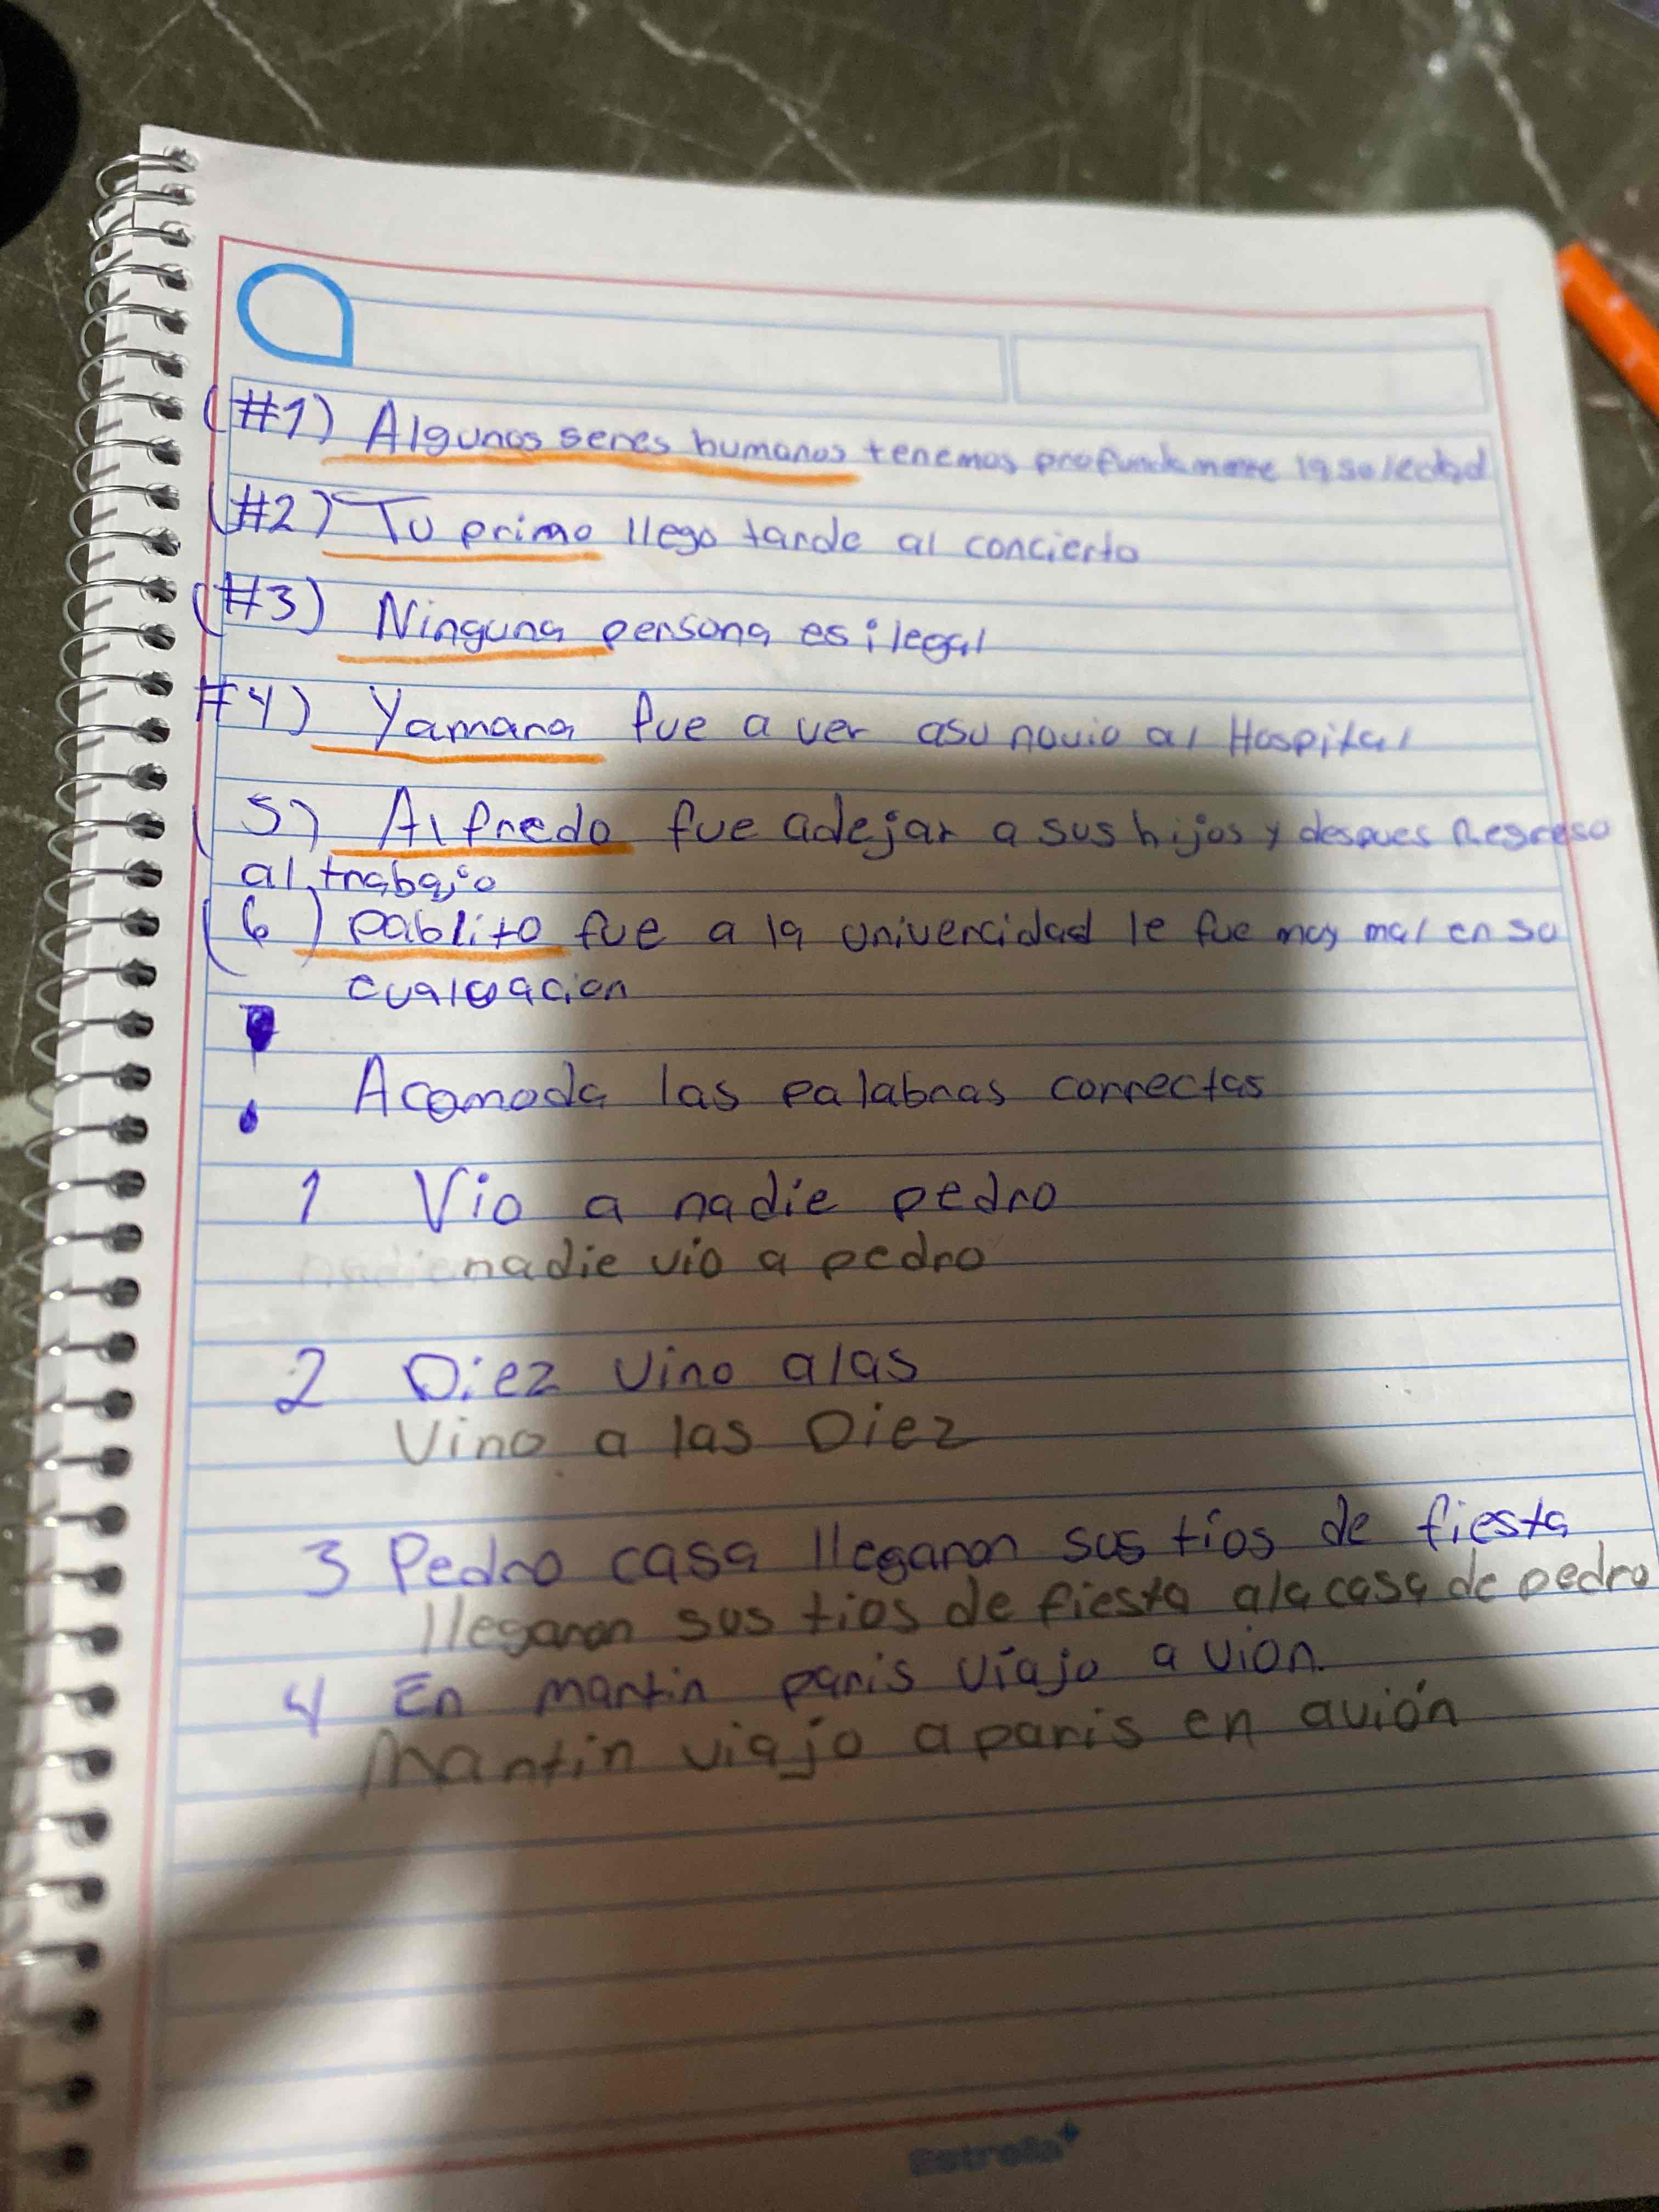 (#1) Algunos seres humanos tenemos profundamente la soledad
(#2) Tu primo llego tarde al concierto
(#3) Ninguna persona es ilegal
#4) Yamara fue a ver asu novio al Hospital
(5) Alfredo fue adejar a sus hijos y despues Regreso
al trabajo
(6) pablito fue a la univercidad le fue muy mal en su
evaluacion
Acomoda las palabras correctas
1 Vio a nadie pedro
nadie vio a pedro
2 Diez vino alas
Vino a las Diez
3 Pedro casa llegaron sus tíos de fiesta
llegaron sus tios de fiesta ala casa de pedro
4 En martin paris viajo avion.
Martin viajo a paris en avión
Estrella